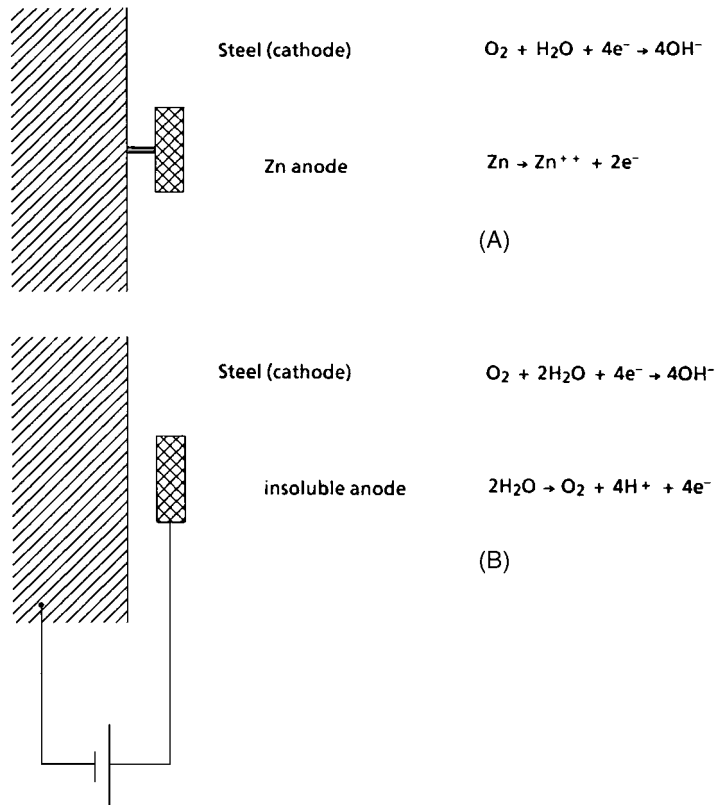 Steel (cathode) O₂ + H₂O + 4e⁻ → 4OH⁻
Zn anode Zn → Zn⁺⁺ + 2e⁻
(A)
Steel (cathode) O₂ + 2H₂O + 4e⁻ → 4OH⁻
insoluble anode 2H₂O → O₂ + 4H⁺ + 4e⁻
(B)